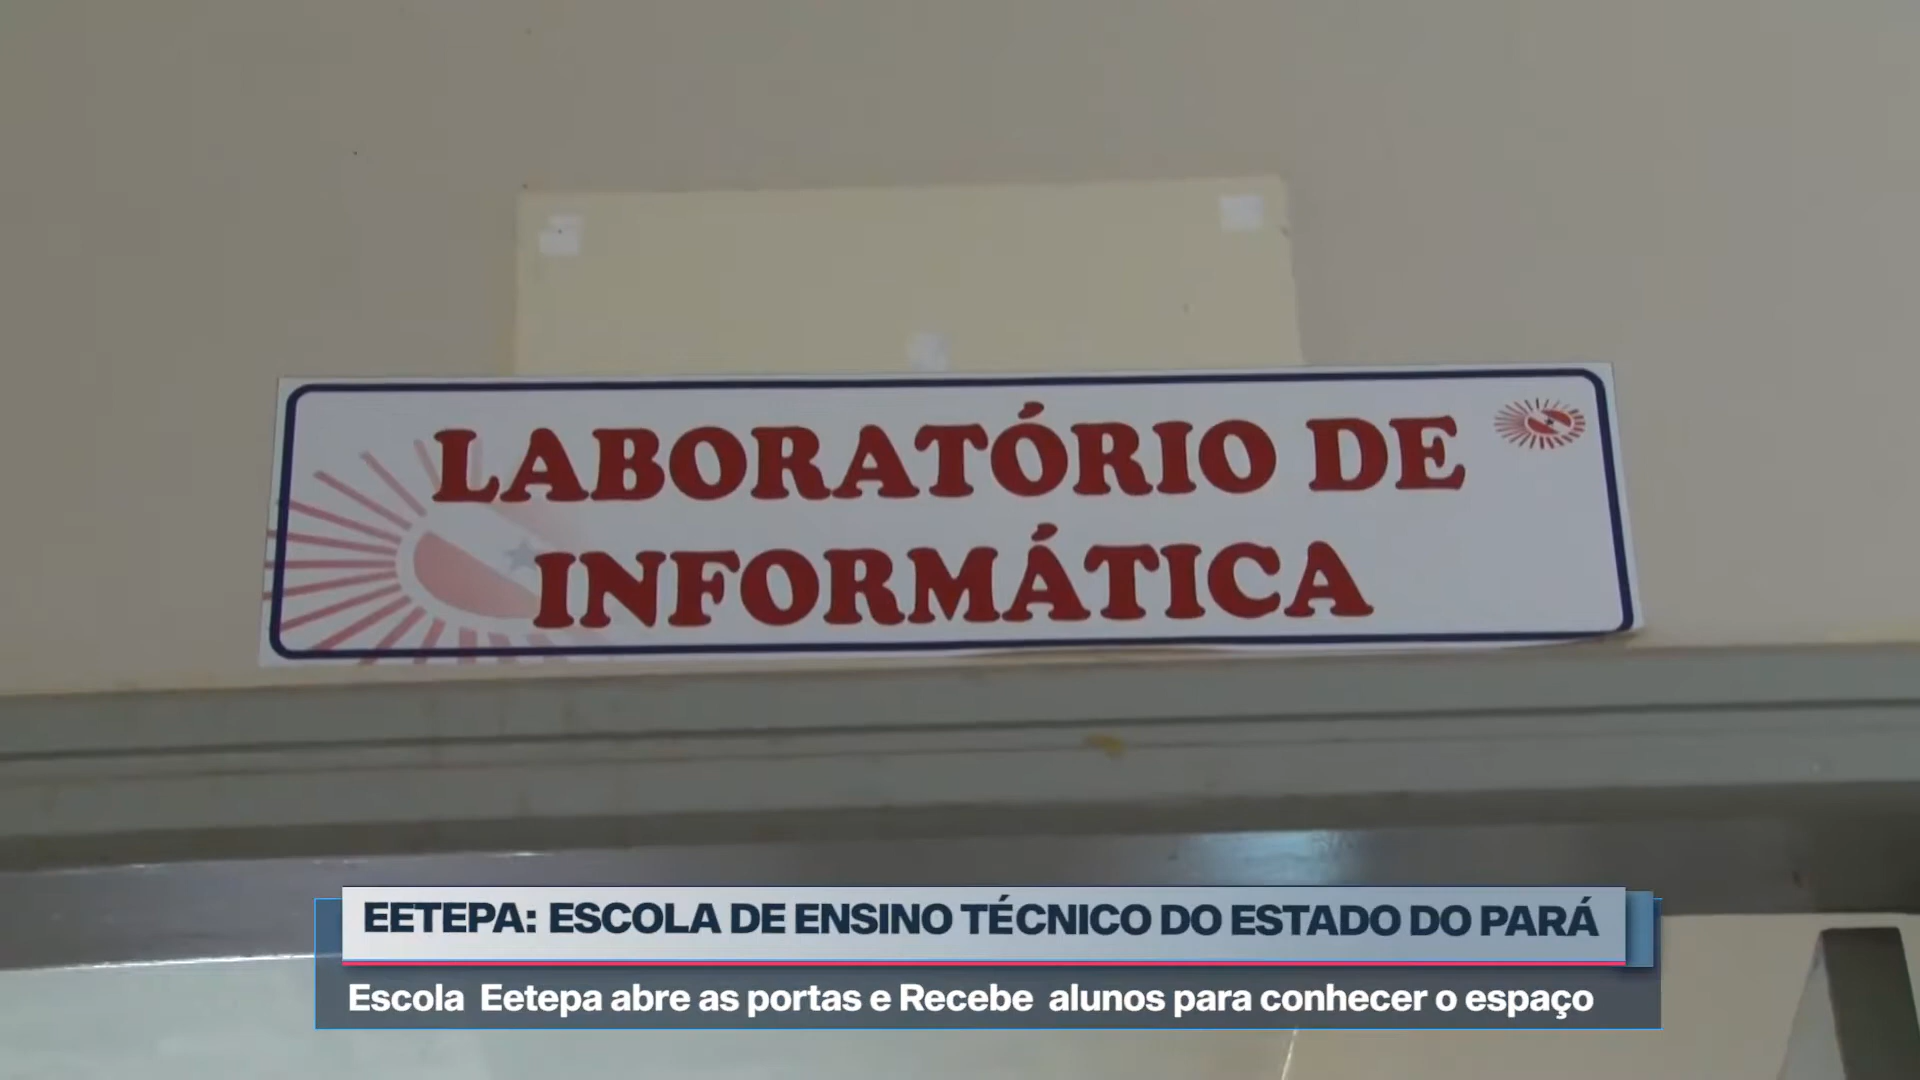 LABORATÓRIO DE
INFORMÁTICA
EETEPA: ESCOLA DE ENSINO TÉCNICO DO ESTADO DO PARÁ
Escola Eetepa abre as portas e Recebe alunos para conhecer o espaço